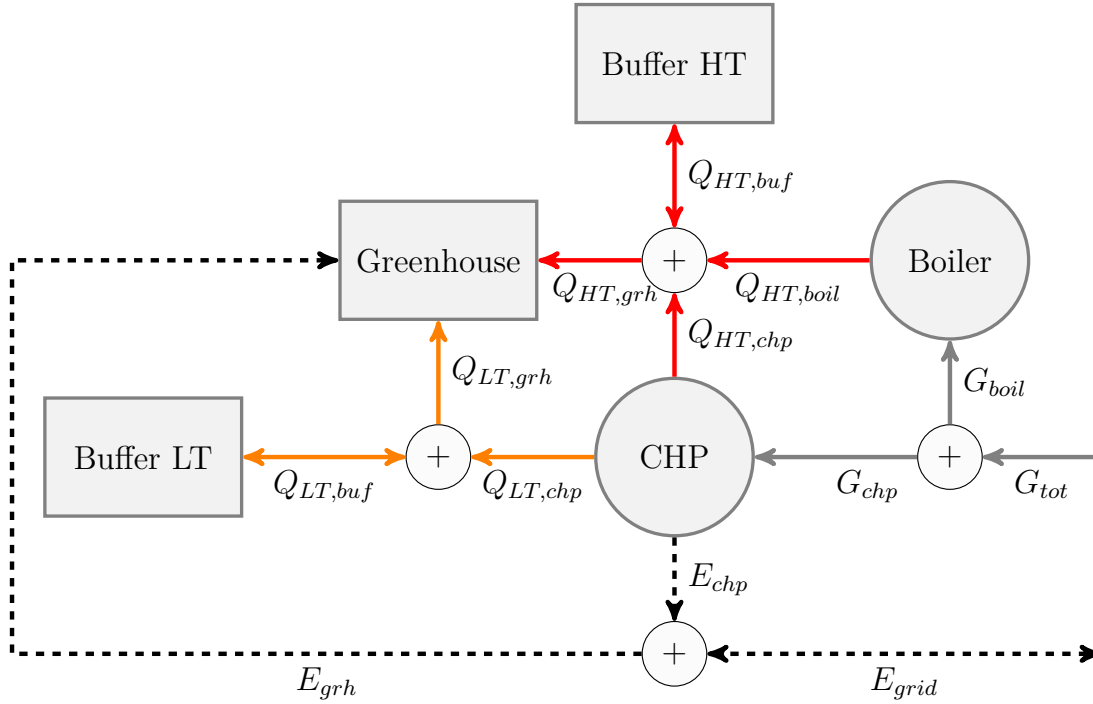 Buffer HT
Q_{HT,buf}
Greenhouse
+
Boiler
Q_{HT,grh}
Q_{HT,boil}
Q_{HT,chp}
Q_{LT,grh}
G_{boil}
Buffer LT
+
CHP
+
Q_{LT,buf}
Q_{LT,chp}
G_{chp}
G_{tot}
E_{chp}
+
E_{grh}
E_{grid}